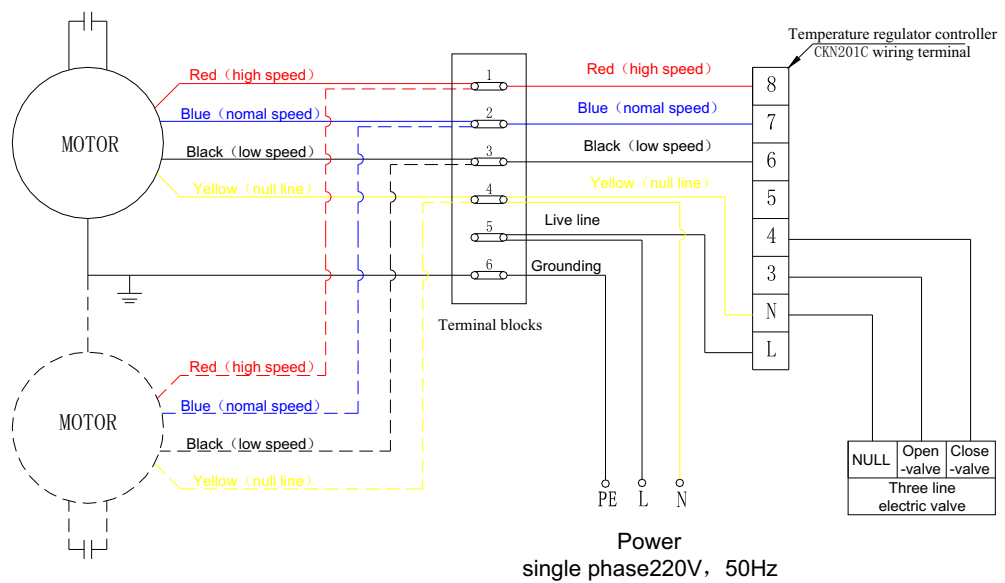 Temperature regulator controller
CKN201C wiring terminal
Red（high speed）
1
Red（high speed）
8
Blue（nomal speed）
2
Blue（nomal speed）
7
MOTOR
Black（low speed）
3
Black（low speed）
6
Yellow（null line）
4
Yellow（null line）
5
5
Live line
4
6
Grounding
3
Terminal blocks
N
L
Red（high speed）
Blue（nomal speed）
MOTOR
Black（low speed）
Yellow（null line）
PE
L
N
NULL
Open
-valve
Close
-valve
Three line
electric valve
Power
single phase220V，50Hz